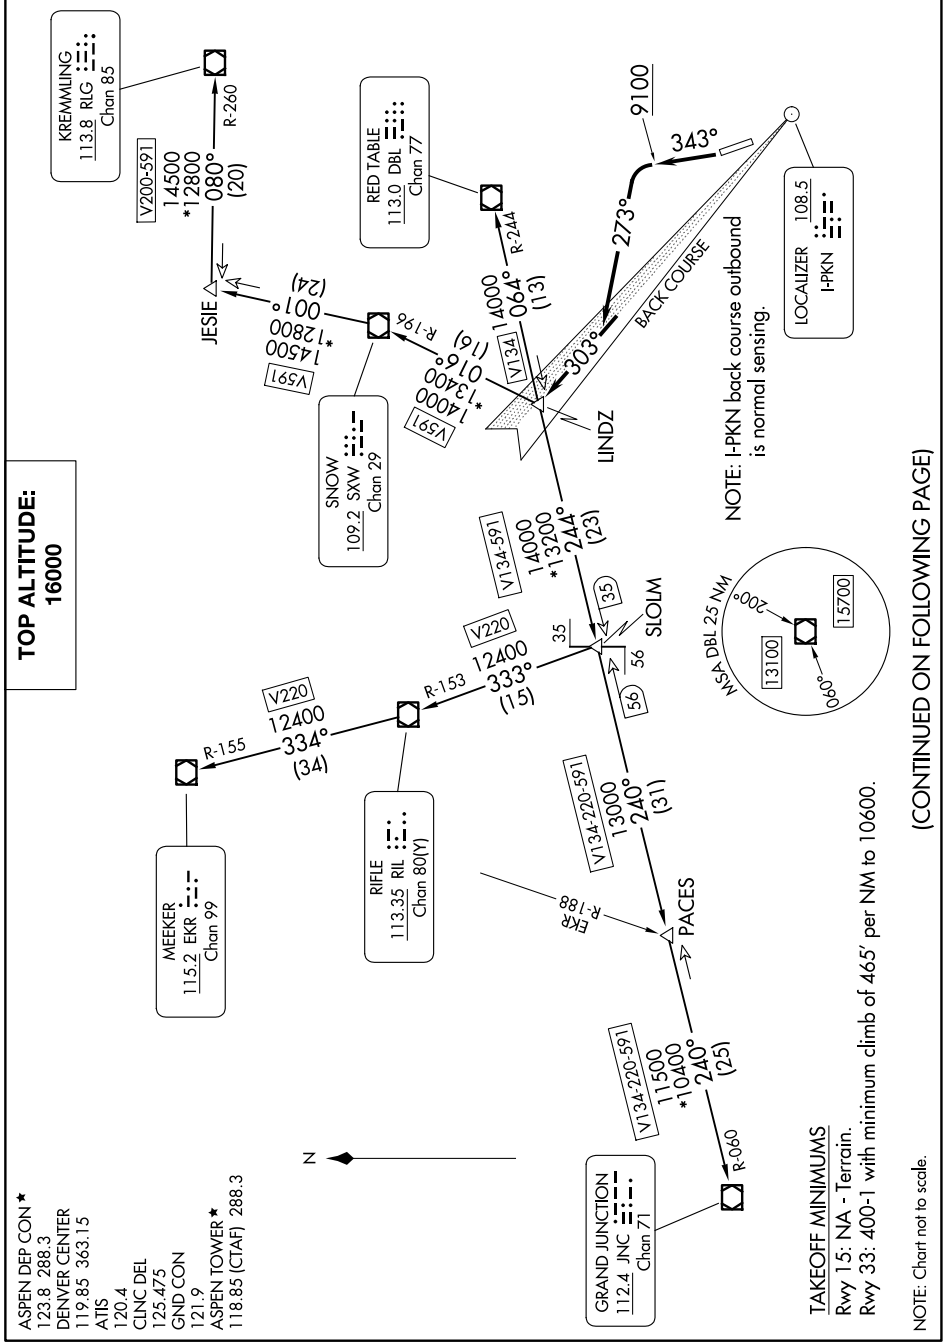 TOP ALTITUDE:
16000
ASPEN DEP CON★
123.8 288.3
DENVER CENTER
119.85 363.15
ATIS
120.4
CLNC DEL
125.475
GND CON
121.9
ASPEN TOWER★
118.85 (CTAF) 288.3
N
MEEKER
115.2 EKR
Chan 99
R-155
V220
12400
334°
(34)
RIFLE
113.35 RIL
Chan 80(Y)
R-153
V220
12400
333°
(15)
SNOW
109.2 SXW
Chan 29
JESIE
V591
14500
*12800
001°
(24)
V200-591
14500
*12800
080°
(20)
R-260
KREMMLING
113.8 RLG
Chan 85
RED TABLE
113.0 DBL
Chan 77
R-244
V134
14000
064°
(13)
R-196
V591
14000
*13400
016°
(16)
LINDZ
303°
273°
9100
343°
BACK COURSE
LOCALIZER 108.5
I-PKN
NOTE: I-PKN back course outbound
is normal sensing.
V134-591
14000
*13200
244°
(23)
35
35
SLOLM
56
56
V134-220-591
13000
240°
(31)
EKR
R-188
PACES
V134-220-591
11500
*10400
240°
(25)
R-060
GRAND JUNCTION
112.4 JNC
Chan 71
MSA DBL 25 NM
200°
13100
15700
060°
TAKEOFF MINIMUMS
Rwy 15: NA - Terrain.
Rwy 33: 400-1 with minimum climb of 465' per NM to 10600.
NOTE: Chart not to scale.
(CONTINUED ON FOLLOWING PAGE)